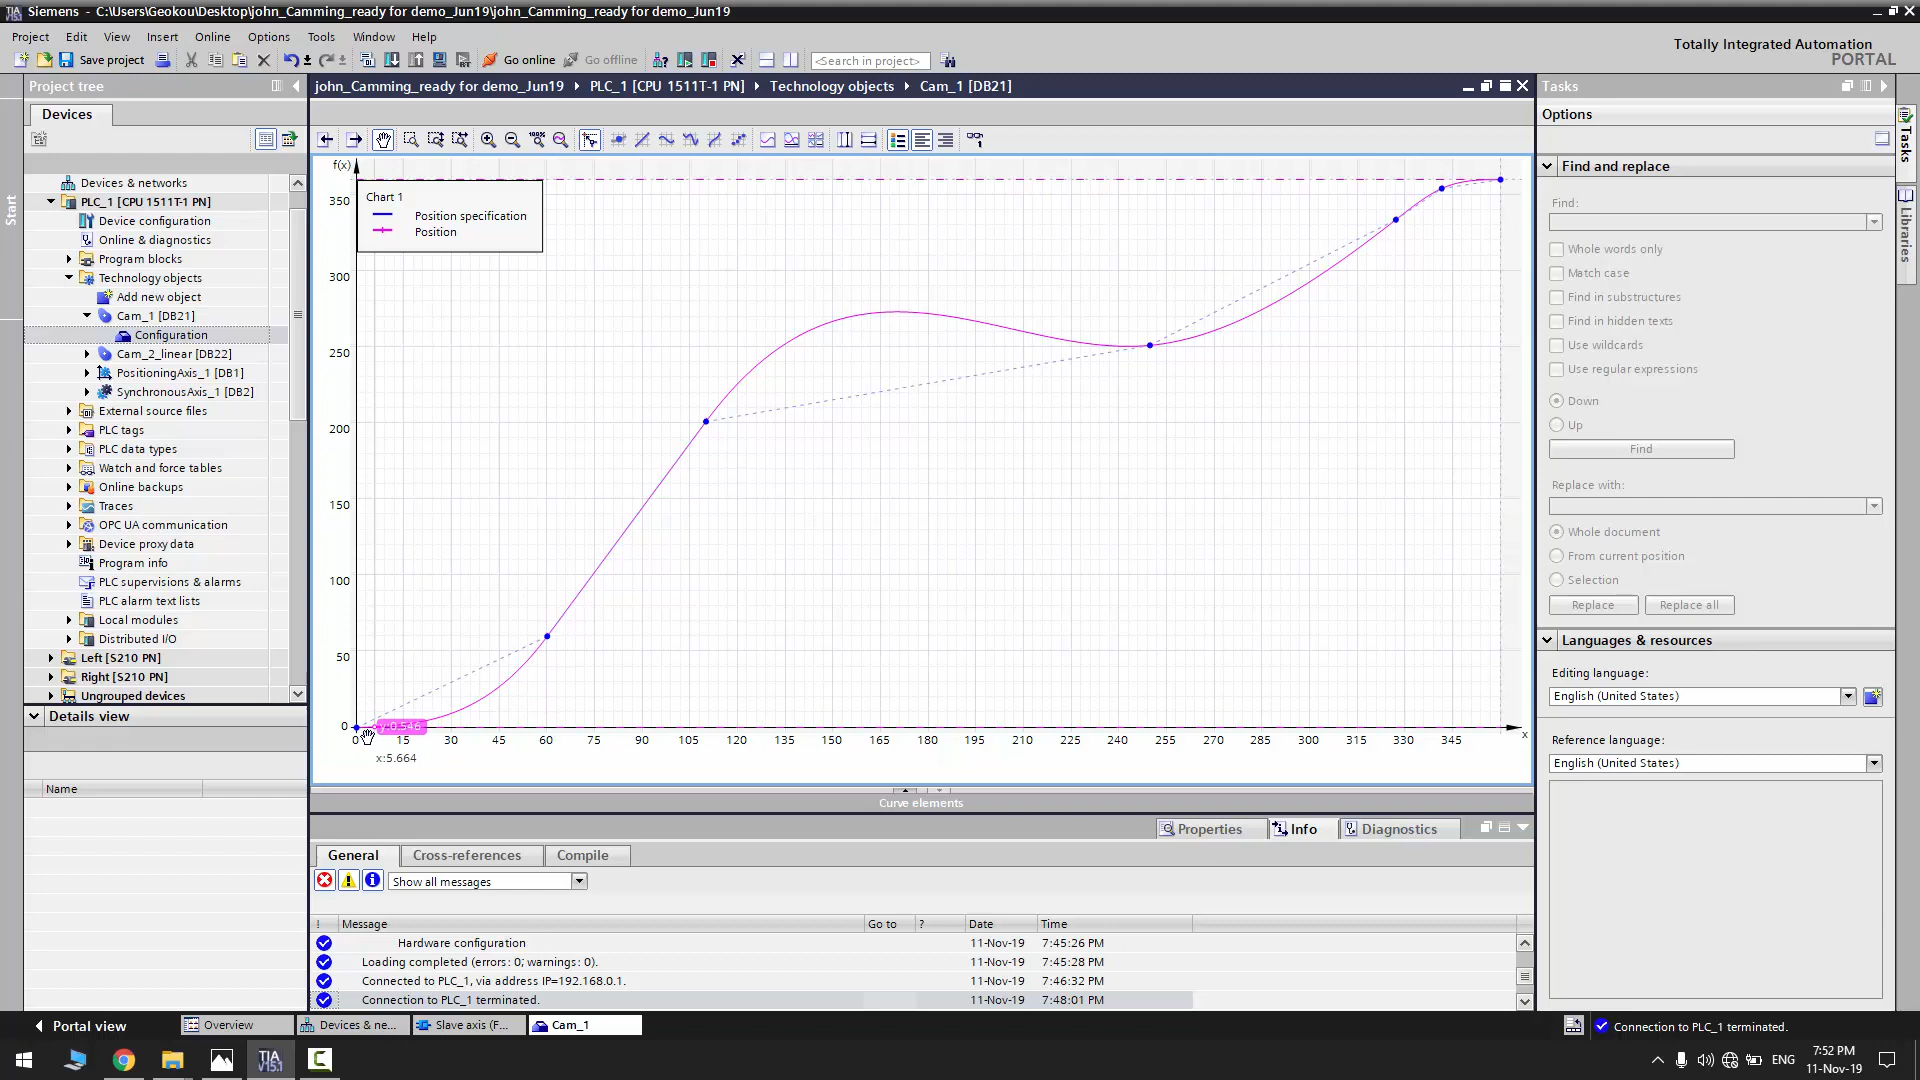 Siemens - C:\Users\Geokou\Desktop\john_Camming_ready for demo_Jun19\john_Camming_ready for demo_Jun19
Project Edit View Insert Online Options Tools Window Help
Totally Integrated Automation
PORTAL
Save project
Go online
Go offline
<Search in project>
Project tree
john_Camming_ready for demo_Jun19 PLC_1 [CPU 1511T-1 PN] Technology objects Cam_1 [DB21]
Tasks
Devices
Options
Start
Devices & networks
PLC_1 [CPU 1511T-1 PN]
Device configuration
Online & diagnostics
Program blocks
Technology objects
Add new object
Cam_1 [DB21]
Configuration
Cam_2_linear [DB22]
PositioningAxis_1 [DB1]
SynchronousAxis_1 [DB2]
External source files
PLC tags
PLC data types
Watch and force tables
Online backups
Traces
OPC UA communication
Device proxy data
Program info
PLC supervisions & alarms
PLC alarm text lists
Local modules
Distributed I/O
Left [S210 PN]
Right [S210 PN]
Ungrouped devices
Details view
Name
f(x)
350
300
250
200
150
100
50
0
Chart 1
Position specification
Position
y:0.546
0 15 30 45 60 75 90 105 120 135 150 165 180 195 210 225 240 255 270 285 300 315 330 345
x
x:5.664
Curve elements
Properties
Info
Diagnostics
General
Cross-references
Compile
Show all messages
! Message Go to ? Date Time
Hardware configuration 11-Nov-19 7:45:26 PM
Loading completed (errors: 0; warnings: 0). 11-Nov-19 7:45:28 PM
Connected to PLC_1, via address IP=192.168.0.1. 11-Nov-19 7:46:32 PM
Connection to PLC_1 terminated. 11-Nov-19 7:48:01 PM
Find and replace
Find:
Whole words only
Match case
Find in substructures
Find in hidden texts
Use wildcards
Use regular expressions
Down
Up
Find
Replace with:
Whole document
From current position
Selection
Replace
Replace all
Languages & resources
Editing language:
English (United States)
Reference language:
English (United States)
Tasks
Libraries
Portal view
Overview
Devices & ne...
Slave axis (F...
Cam_1
Connection to PLC_1 terminated.
TIA
V15.1
ENG
7:52 PM
11-Nov-19